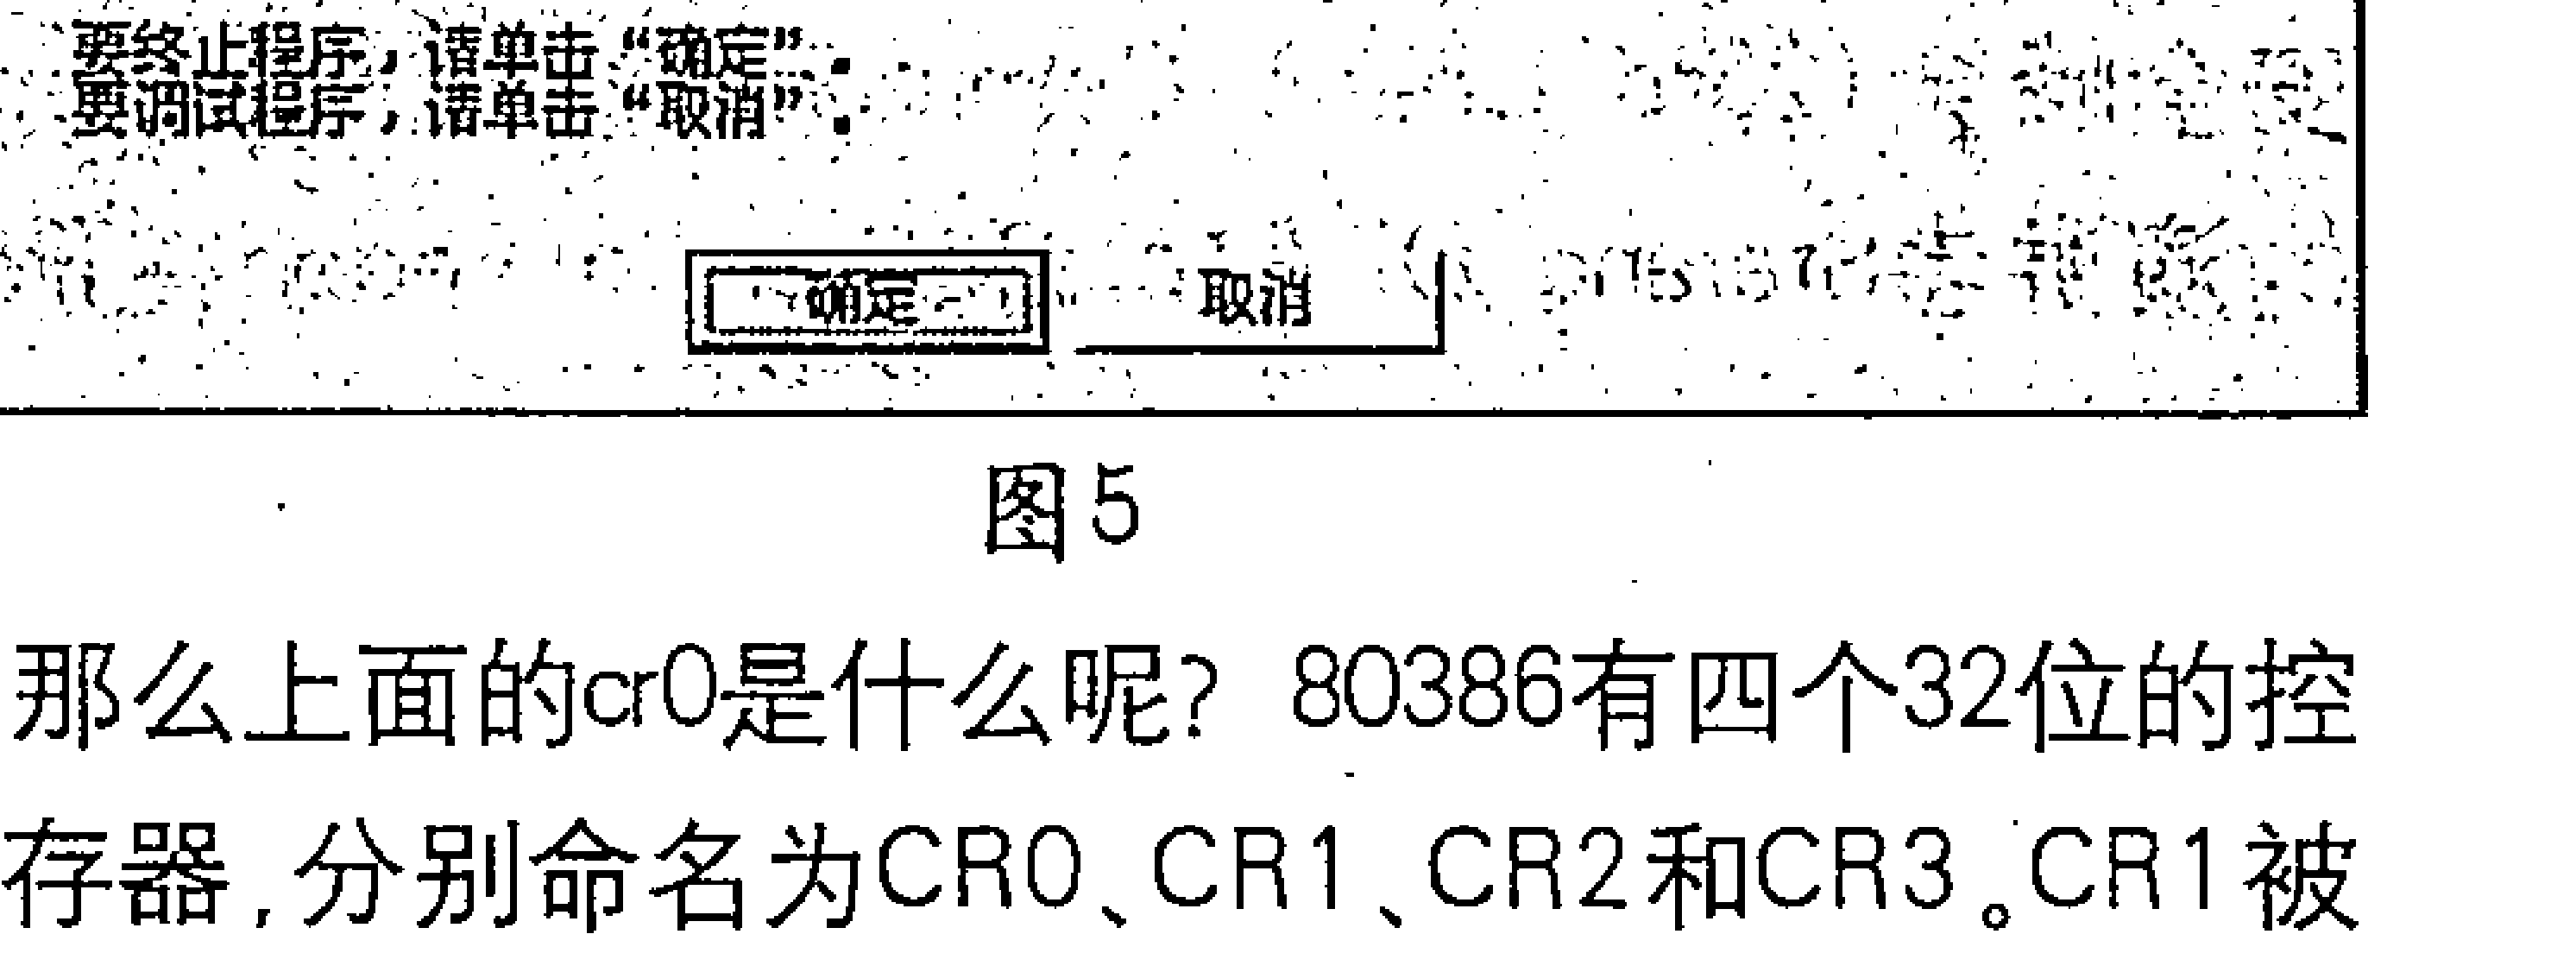 要终止程序，请单击“确定”.
要调试程序，请单击“取消”.
确定 取消
图5
那么上面的cr0是什么呢？ 80386有四个32位的控
存器，分别命名为CR0、CR1、CR2和CR3。CR1被